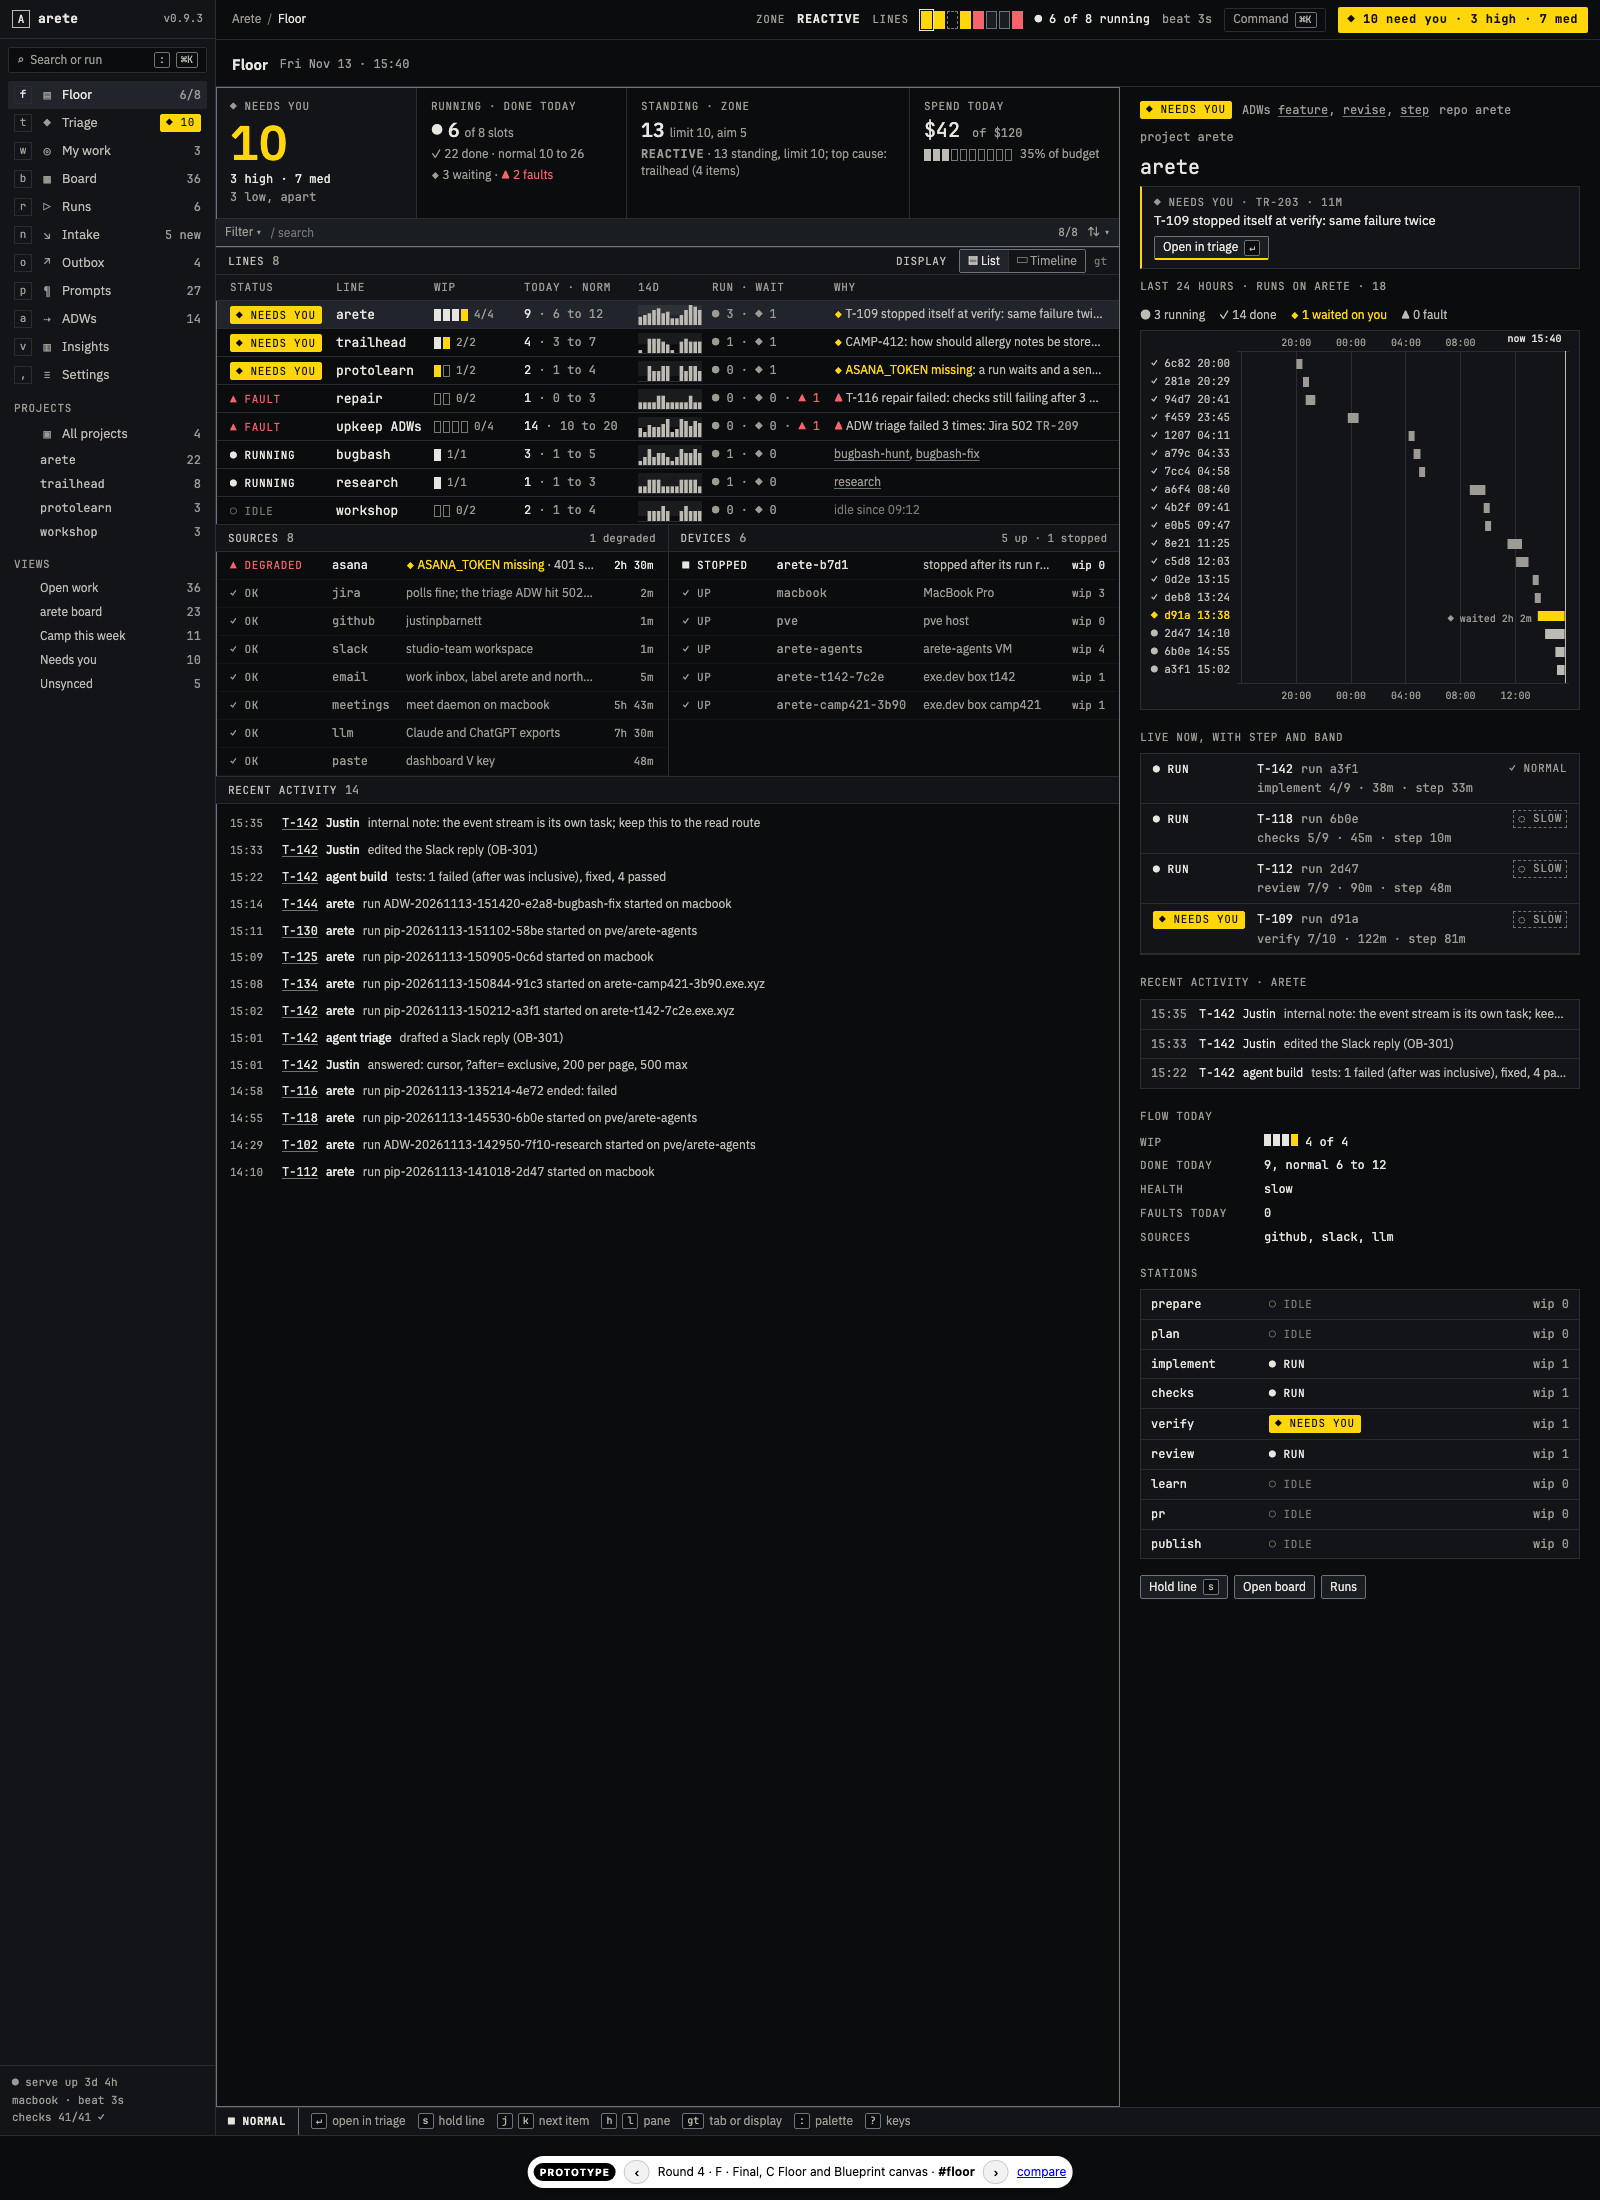 A arete v0.9.3
Search or run : ⌘K
f Floor 6/8
t Triage ◆ 10
w My work 3
b Board 36
r Runs 6
n Intake 5 new
o Outbox 4
p Prompts 27
a ADWs 14
v Insights
, Settings
PROJECTS
All projects 4
arete 22
trailhead 8
protolearn 3
workshop 3
VIEWS
Open work 36
arete board 23
Camp this week 11
Needs you 10
Unsynced 5
● serve up 3d 4h
macbook · beat 3s
checks 41/41 ✓
Arete / Floor
ZONE REACTIVE LINES ● 6 of 8 running beat 3s Command ⌘K ◆ 10 need you · 3 high · 7 med
Floor Fri Nov 13 · 15:40
◆ NEEDS YOU
10
3 high · 7 med
3 low, apart
RUNNING · DONE TODAY
● 6 of 8 slots
✓ 22 done · normal 10 to 26
◆ 3 waiting · ▲ 2 faults
STANDING · ZONE
13 limit 10, aim 5
REACTIVE · 13 standing, limit 10; top cause:
trailhead (4 items)
SPEND TODAY
$42 of $120
35% of budget
Filter ▾ / search 8/8 ⇅ ▾
LINES 8 DISPLAY List Timeline gt
STATUS LINE WIP TODAY · NORM 14D RUN · WAIT WHY
◆ NEEDS YOU arete 4/4 9 · 6 to 12 ● 3 · ◆ 1 ◆ T-109 stopped itself at verify: same failure twi…
◆ NEEDS YOU trailhead 2/2 4 · 3 to 7 ● 1 · ◆ 1 ◆ CAMP-412: how should allergy notes be store…
◆ NEEDS YOU protolearn 1/2 2 · 1 to 4 ● 0 · ◆ 1 ◆ ASANA_TOKEN missing: a run waits and a sen…
▲ FAULT repair 0/2 1 · 0 to 3 ● 0 · ◆ 0 · ▲ 1 ▲ T-116 repair failed: checks still failing after 3 …
▲ FAULT upkeep ADWs 0/4 14 · 10 to 20 ● 0 · ◆ 0 · ▲ 1 ▲ ADW triage failed 3 times: Jira 502 TR-209
● RUNNING bugbash 1/1 3 · 1 to 5 ● 1 · ◆ 0 bugbash-hunt, bugbash-fix
● RUNNING research 1/1 1 · 1 to 3 ● 1 · ◆ 0 research
○ IDLE workshop 0/2 2 · 1 to 4 ● 0 · ◆ 0 idle since 09:12
SOURCES 8 1 degraded
▲ DEGRADED asana ◆ ASANA_TOKEN missing · 401 s… 2h 30m
✓ OK jira polls fine; the triage ADW hit 502… 2m
✓ OK github justinpbarnett 1m
✓ OK slack studio-team workspace 1m
✓ OK email work inbox, label arete and north… 5m
✓ OK meetings meet daemon on macbook 5h 43m
✓ OK llm Claude and ChatGPT exports 7h 30m
✓ OK paste dashboard V key 48m
DEVICES 6 5 up · 1 stopped
■ STOPPED arete-b7d1 stopped after its run r… wip 0
✓ UP macbook MacBook Pro wip 3
✓ UP pve pve host wip 0
✓ UP arete-agents arete-agents VM wip 4
✓ UP arete-t142-7c2e exe.dev box t142 wip 1
✓ UP arete-camp421-3b90 exe.dev box camp421 wip 1
RECENT ACTIVITY 14
15:35 T-142 Justin internal note: the event stream is its own task; keep this to the read route
15:33 T-142 Justin edited the Slack reply (OB-301)
15:22 T-142 agent build tests: 1 failed (after was inclusive), fixed, 4 passed
15:14 T-144 arete run ADW-20261113-151420-e2a8-bugbash-fix started on macbook
15:11 T-130 arete run pip-20261113-151102-58be started on pve/arete-agents
15:09 T-125 arete run pip-20261113-150905-0c6d started on macbook
15:08 T-134 arete run pip-20261113-150844-91c3 started on arete-camp421-3b90.exe.xyz
15:02 T-142 arete run pip-20261113-150212-a3f1 started on arete-t142-7c2e.exe.xyz
15:01 T-142 agent triage drafted a Slack reply (OB-301)
15:01 T-142 Justin answered: cursor, ?after= exclusive, 200 per page, 500 max
14:58 T-116 arete run pip-20261113-135214-4e72 ended: failed
14:55 T-118 arete run pip-20261113-145530-6b0e started on pve/arete-agents
14:29 T-102 arete run ADW-20261113-142950-7f10-research started on pve/arete-agents
14:10 T-112 arete run pip-20261113-141018-2d47 started on macbook
◆ NEEDS YOU ADWs feature, revise, step repo arete
project arete
arete
◆ NEEDS YOU · TR-203 · 11M
T-109 stopped itself at verify: same failure twice
Open in triage ↵
LAST 24 HOURS · RUNS ON ARETE · 18
● 3 running ✓ 14 done ◆ 1 waited on you ▲ 0 fault
20:00 00:00 04:00 08:00 now 15:40
✓ 6c82 20:00
✓ 281e 20:29
✓ 94d7 20:41
✓ f459 23:45
✓ 1207 04:11
✓ a79c 04:33
✓ 7cc4 04:58
✓ a6f4 08:40
✓ 4b2f 09:41
✓ e0b5 09:47
✓ 8e21 11:25
✓ c5d8 12:03
✓ 0d2e 13:15
✓ deb8 13:24
◆ d91a 13:38 ◆ waited 2h 2m
● 2d47 14:10
● 6b0e 14:55
● a3f1 15:02
20:00 00:00 04:00 08:00 12:00
LIVE NOW, WITH STEP AND BAND
● RUN T-142 run a3f1 ✓ NORMAL
implement 4/9 · 38m · step 33m
● RUN T-118 run 6b0e SLOW
checks 5/9 · 45m · step 10m
● RUN T-112 run 2d47 SLOW
review 7/9 · 90m · step 48m
◆ NEEDS YOU T-109 run d91a SLOW
verify 7/10 · 122m · step 81m
RECENT ACTIVITY · ARETE
15:35 T-142 Justin internal note: the event stream is its own task; kee…
15:33 T-142 Justin edited the Slack reply (OB-301)
15:22 T-142 agent build tests: 1 failed (after was inclusive), fixed, 4 pa…
FLOW TODAY
WIP 4 of 4
DONE TODAY 9, normal 6 to 12
HEALTH slow
FAULTS TODAY 0
SOURCES github, slack, llm
STATIONS
prepare ○ IDLE wip 0
plan ○ IDLE wip 0
implement ● RUN wip 1
checks ● RUN wip 1
verify ◆ NEEDS YOU wip 1
review ● RUN wip 1
learn ○ IDLE wip 0
pr ○ IDLE wip 0
publish ○ IDLE wip 0
Hold line s Open board Runs
■ NORMAL ↵ open in triage s hold line j k next item h l pane gt tab or display : palette ? keys
PROTOTYPE ‹ Round 4 · F · Final, C Floor and Blueprint canvas · #floor › compare